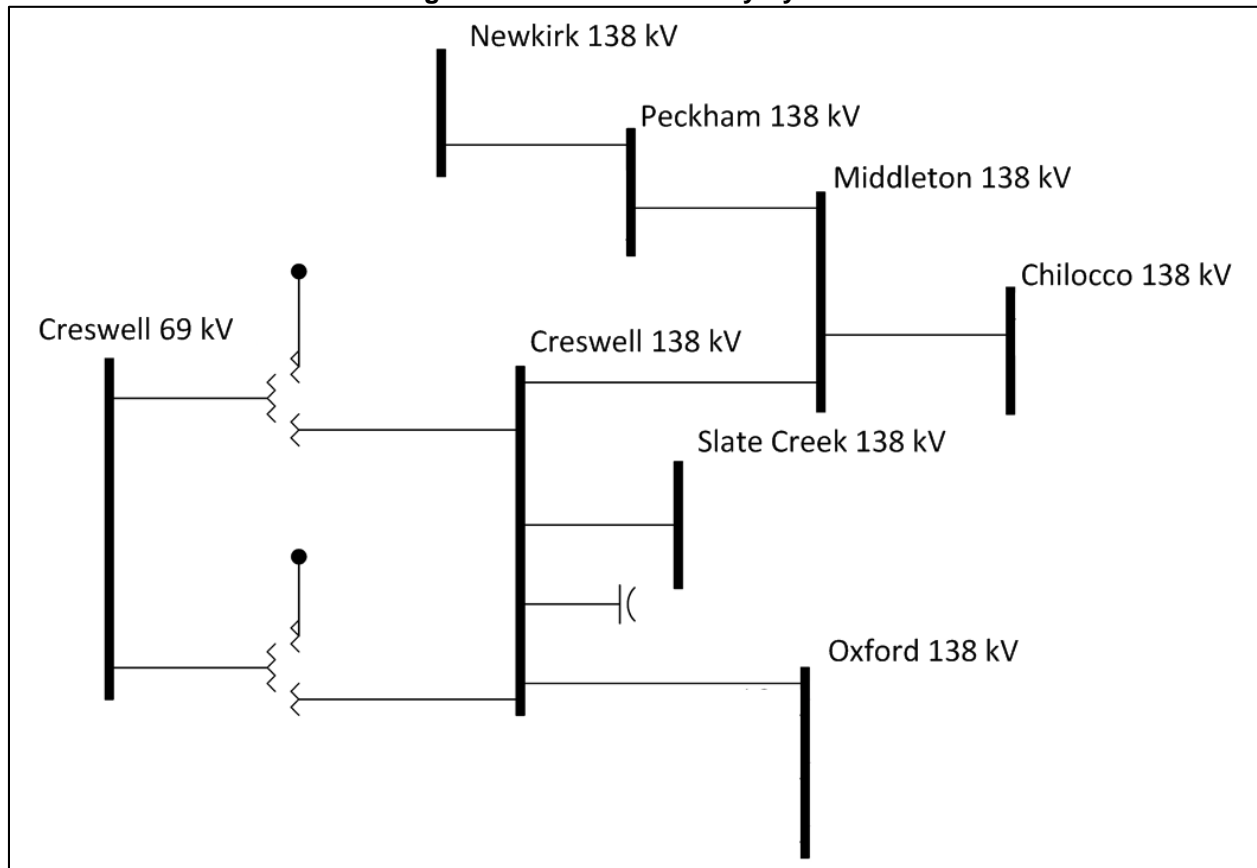 Newkirk 138 kV
Peckham 138 kV
Middleton 138 kV
Chilocco 138 kV
Creswell 69 kV
Creswell 138 kV
Slate Creek 138 kV
Oxford 138 kV